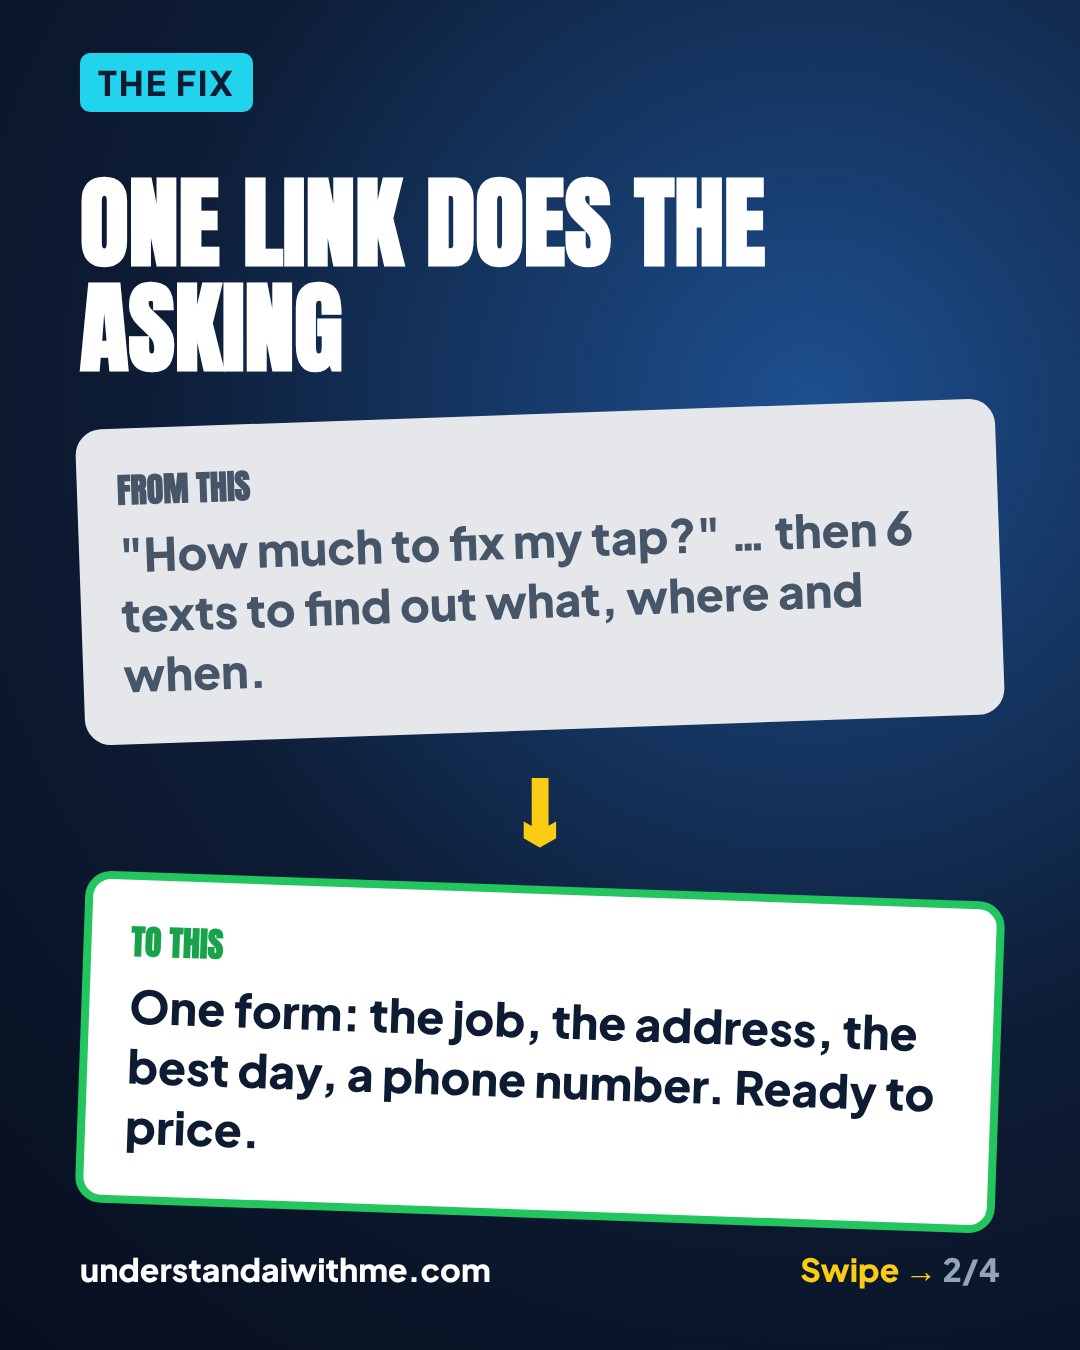 THE FIX
ONE LINK DOES THE
ASKING
FROM THIS
"How much to fix my tap?" ... then 6
texts to find out what, where and
when.
TO THIS
One form: the job, the address, the
best day, a phone number. Ready to
price.
understandaiwithme.com
Swipe → 2/4